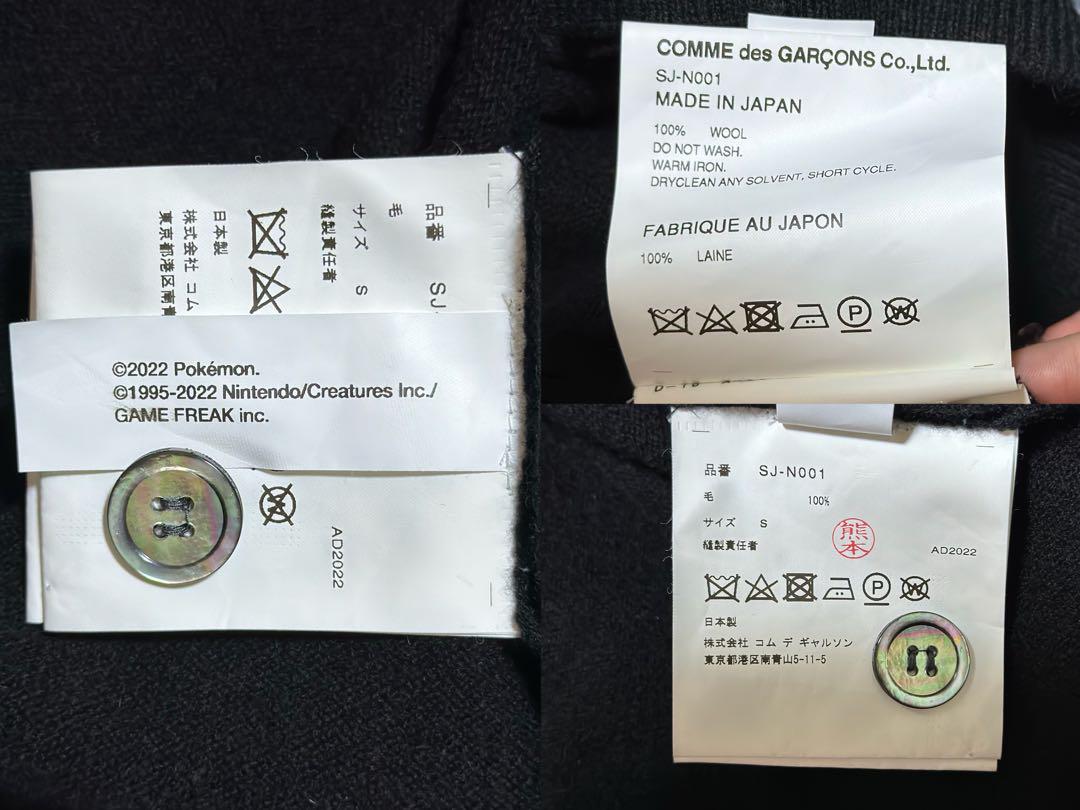 品番 SJ-
毛
サイズ S
縫製責任者
日本製
株式会社 コム
東京都港区南青
©2022 Pokémon.
©1995-2022 Nintendo/Creatures Inc./
GAME FREAK inc.
W
AD2022
COMME des GARÇONS Co.,Ltd.
SJ-N001
MADE IN JAPAN
100% WOOL
DO NOT WASH.
WARM IRON.
DRYCLEAN ANY SOLVENT, SHORT CYCLE.
FABRIQUE AU JAPON
100% LAINE
P W
品番 SJ-N001
毛 100%
サイズ S
縫製責任者 熊本
AD2022
P W
日本製
株式会社 コム デ ギャルソン
東京都港区南青山5-11-5